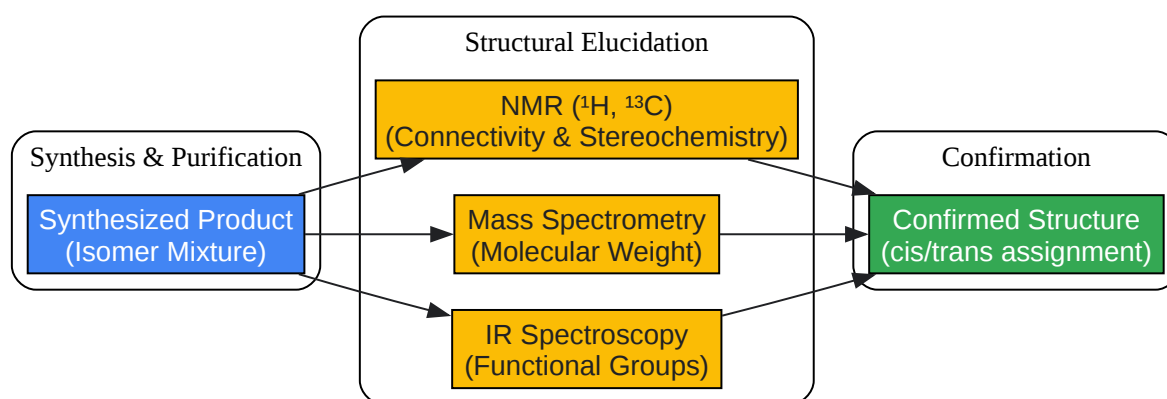 Structural Elucidation
NMR (¹H, ¹³C)
(Connectivity & Stereochemistry)
Synthesis & Purification
Confirmation
Synthesized Product
(Isomer Mixture)
Mass Spectrometry
(Molecular Weight)
Confirmed Structure
(cis/trans assignment)
IR Spectroscopy
(Functional Groups)